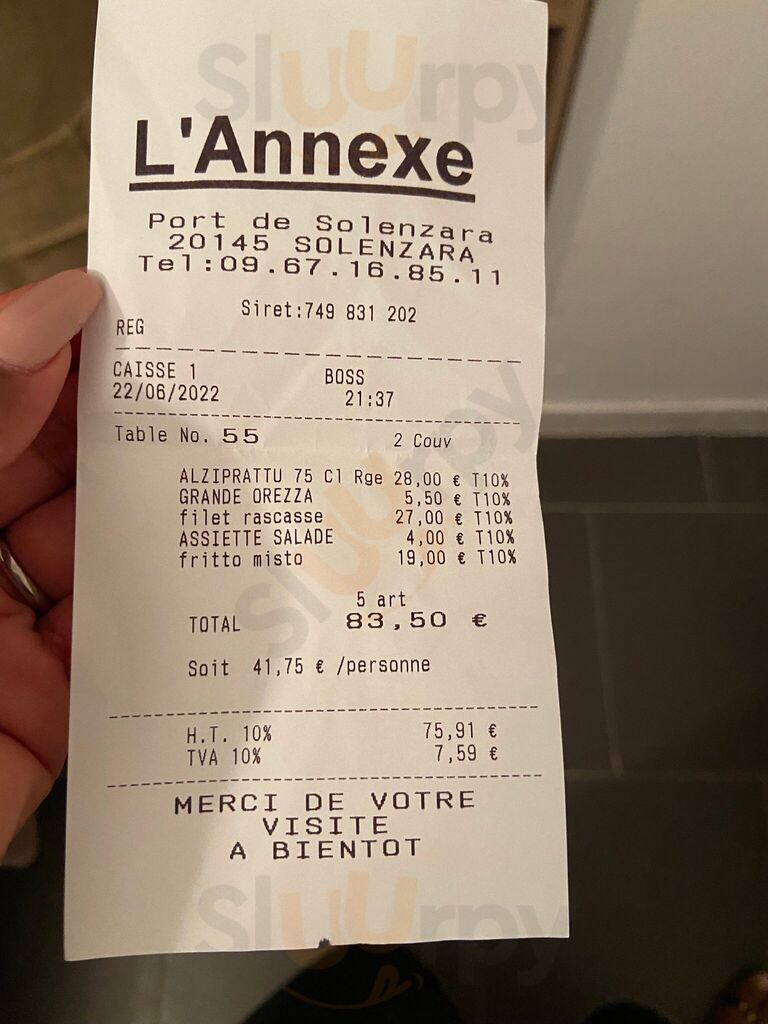 Sluurpy
L'Annexe
Port de Solenzara
20145 SOLENZARA
Tel:09.67.16.85.11
Siret:749 831 202
REG
CAISSE 1 BOSS
22/06/2022 21:37
Table No. 55 2 Couv
ALZIPRATTU 75 Cl Rge 28,00 € T10%
GRANDE OREZZA 5,50 € T10%
filet rascasse 27,00 € T10%
ASSIETTE SALADE 4,00 € T10%
fritto misto 19,00 € T10%
5 art
TOTAL 83,50 €
Soit 41,75 € /personne
H.T. 10% 75,91 €
TVA 10% 7,59 €
MERCI DE VOTRE
VISITE
A BIENTOT
Sluurpy
Sluurpy